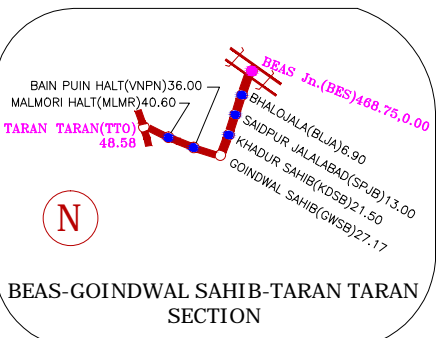 BEAS Jn.(BES)468.75,0.00
BAIN PUIN HALT(VNPN)36.00
MALMORI HALT(MLMR)40.60
BHALOJALA(BLJA)6.90
TARAN TARAN(TTO)
48.58
SAIDPUR JALALABAD(SPJB)13.00
KHADUR SAHIB(KDSB)21.50
GOINDWAL SAHIB(GWSB)27.17
N
BEAS-GOINDWAL SAHIB-TARAN TARAN
SECTION